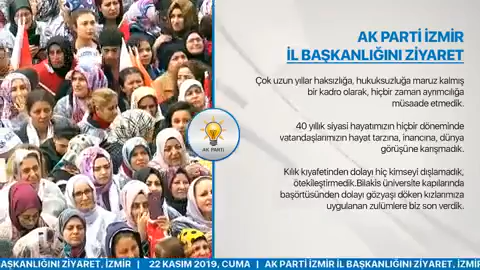 AK PARTİ İZMİR
İL BAŞKANLIĞINI ZİYARET
Çok uzun yıllar haksızlığa, hukuksuzluğa maruz kalmış
bir kadro olarak, hiçbir zaman ayrımcılığa
müsaade etmedik.
40 yıllık siyasi hayatımızın hiçbir döneminde
vatandaşlarımızın hayat tarzına, inancına, dünya
görüşüne karışmadık.
Kılık kıyafetinden dolayı hiç kimseyi dışlamadık,
ötekileştirmedik.Bilakis üniversite kapılarında
başörtüsünden dolayı gözyaşı döken kızlarımıza
uygulanan zulümlere biz son verdik.
AK PARTİ
BAŞKANLIĞINI ZİYARET, İZMİR | 22 KASIM 2019, CUMA | AK PARTİ İZMİR İL BAŞKANLIĞINI ZİYARET, İZMİR